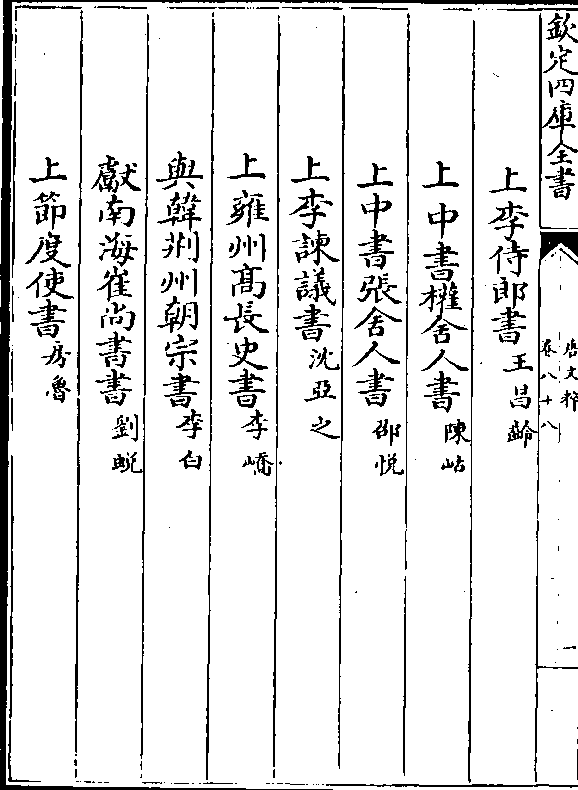 欽定四庫全書
唐文粹
卷八十八
一
上李侍郎書王昌齡
上中書權舍人書陳岵
上中書張舍人書邵悅
上李諫議書沈亞之
上雍州髙長史書李嶠
與韓荆州朝宗書李白
獻南海崔尚書書劉蛻
上節度使書房魯